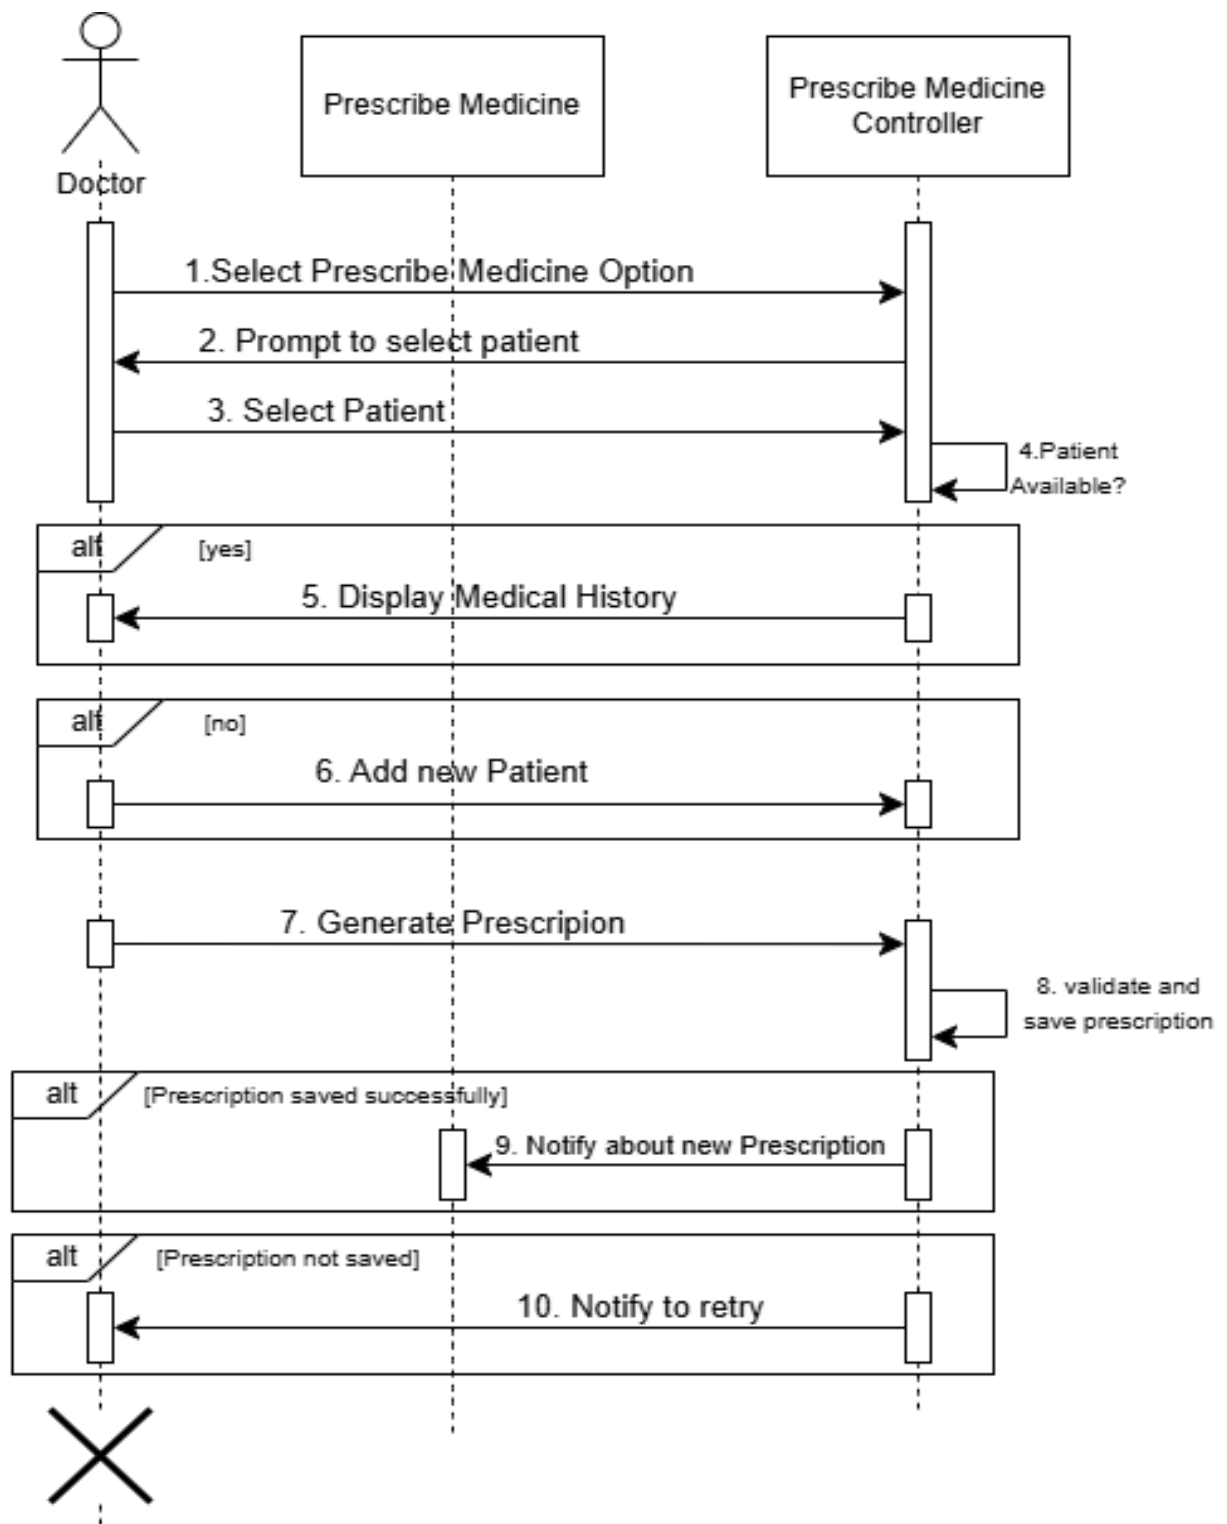 Prescribe Medicine
Prescribe Medicine
Controller
Doctor
1.Select Prescribe Medicine Option
2. Prompt to select patient
3. Select Patient
4.Patient
Available?
alt
[yes]
5. Display Medical History
alt
[no]
6. Add new Patient
7. Generate Prescripion
8. validate and
save prescription
alt
[Prescription saved successfully]
9. Notify about new Prescription
alt
[Prescription not saved]
10. Notify to retry